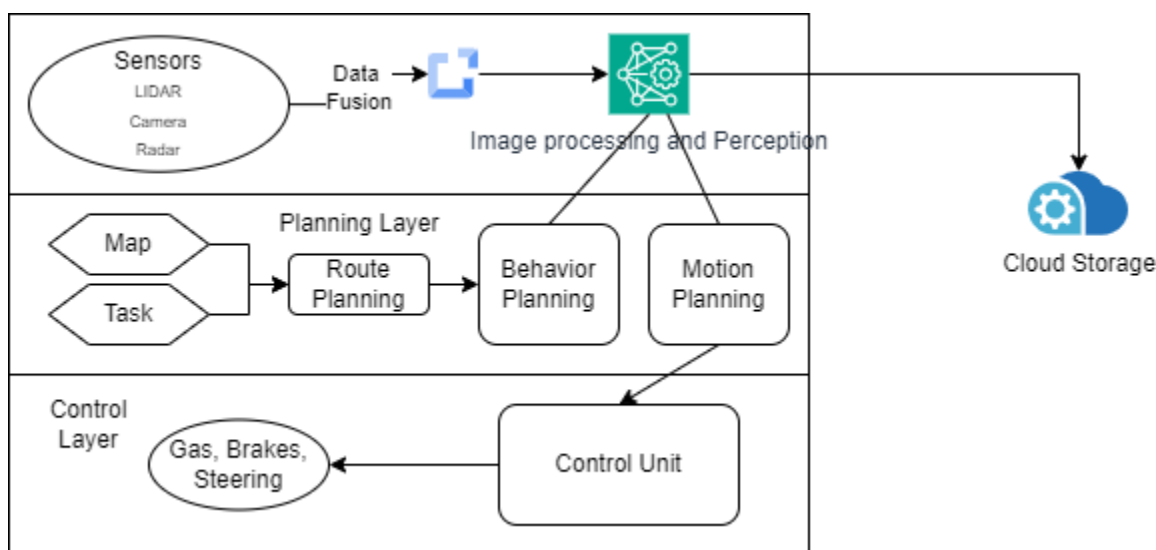 Sensors
LIDAR
Camera
Radar
Data
Fusion
Image processing and Perception
Planning Layer
Map
Task
Route
Planning
Behavior
Planning
Motion
Planning
Cloud Storage
Control
Layer
Gas, Brakes,
Steering
Control Unit